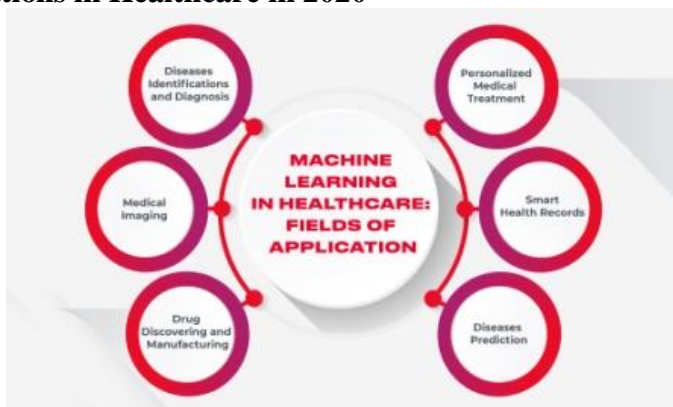 tions in Healthcare in 2020
Diseases
Identifications
and Diagnosis
Personalized
Medical
Treatment
MACHINE
LEARNING
IN HEALTHCARE:
FIELDS OF
APPLICATION
Medical
Imaging
Smart
Health Records
Drug
Discovering and
Manufacturing
Diseases
Prediction